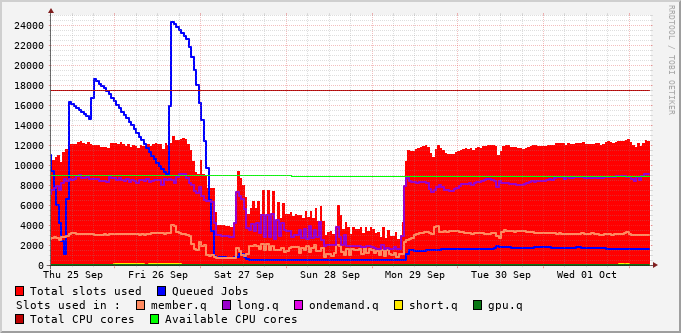 24000
22000
20000
18000
16000
14000
12000
10000
8000
6000
4000
2000
0
Thu 25 Sep Fri 26 Sep Sat 27 Sep Sun 28 Sep Mon 29 Sep Tue 30 Sep Wed 01 Oct
Total slots used Queued Jobs
Slots used in : member.q long.q ondemand.q short.q gpu.q
Total CPU cores Available CPU cores
RRDTOOL / TOBI OETIKER